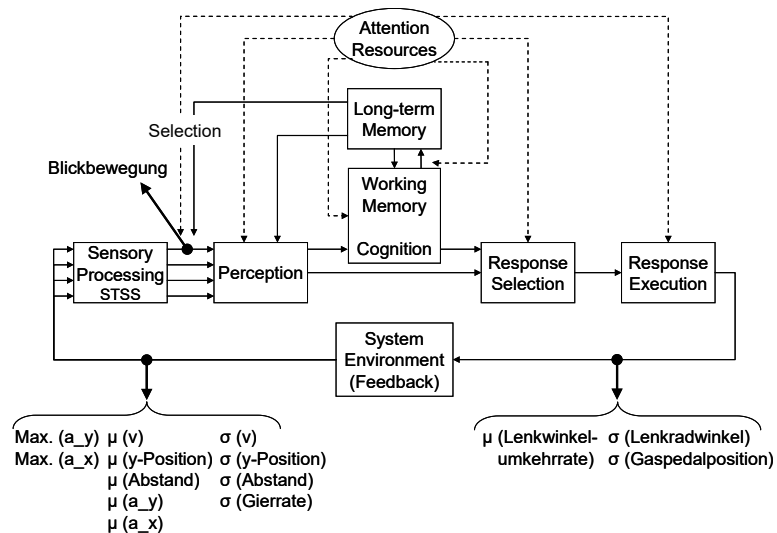 Attention
Resources
Long-term
Memory
Selection
Blickbewegung
Working
Memory
Cognition
Sensory
Processing
STSS
Perception
Response
Selection
Response
Execution
System
Environment
(Feedback)
Max. (a_y) μ (v) σ (v)
Max. (a_x) μ (y-Position) σ (y-Position)
μ (Abstand) σ (Abstand)
μ (a_y) σ (Gierrate)
μ (a_x)
μ (Lenkwinkel- σ (Lenkradwinkel)
umkehrrate) σ (Gaspedalposition)